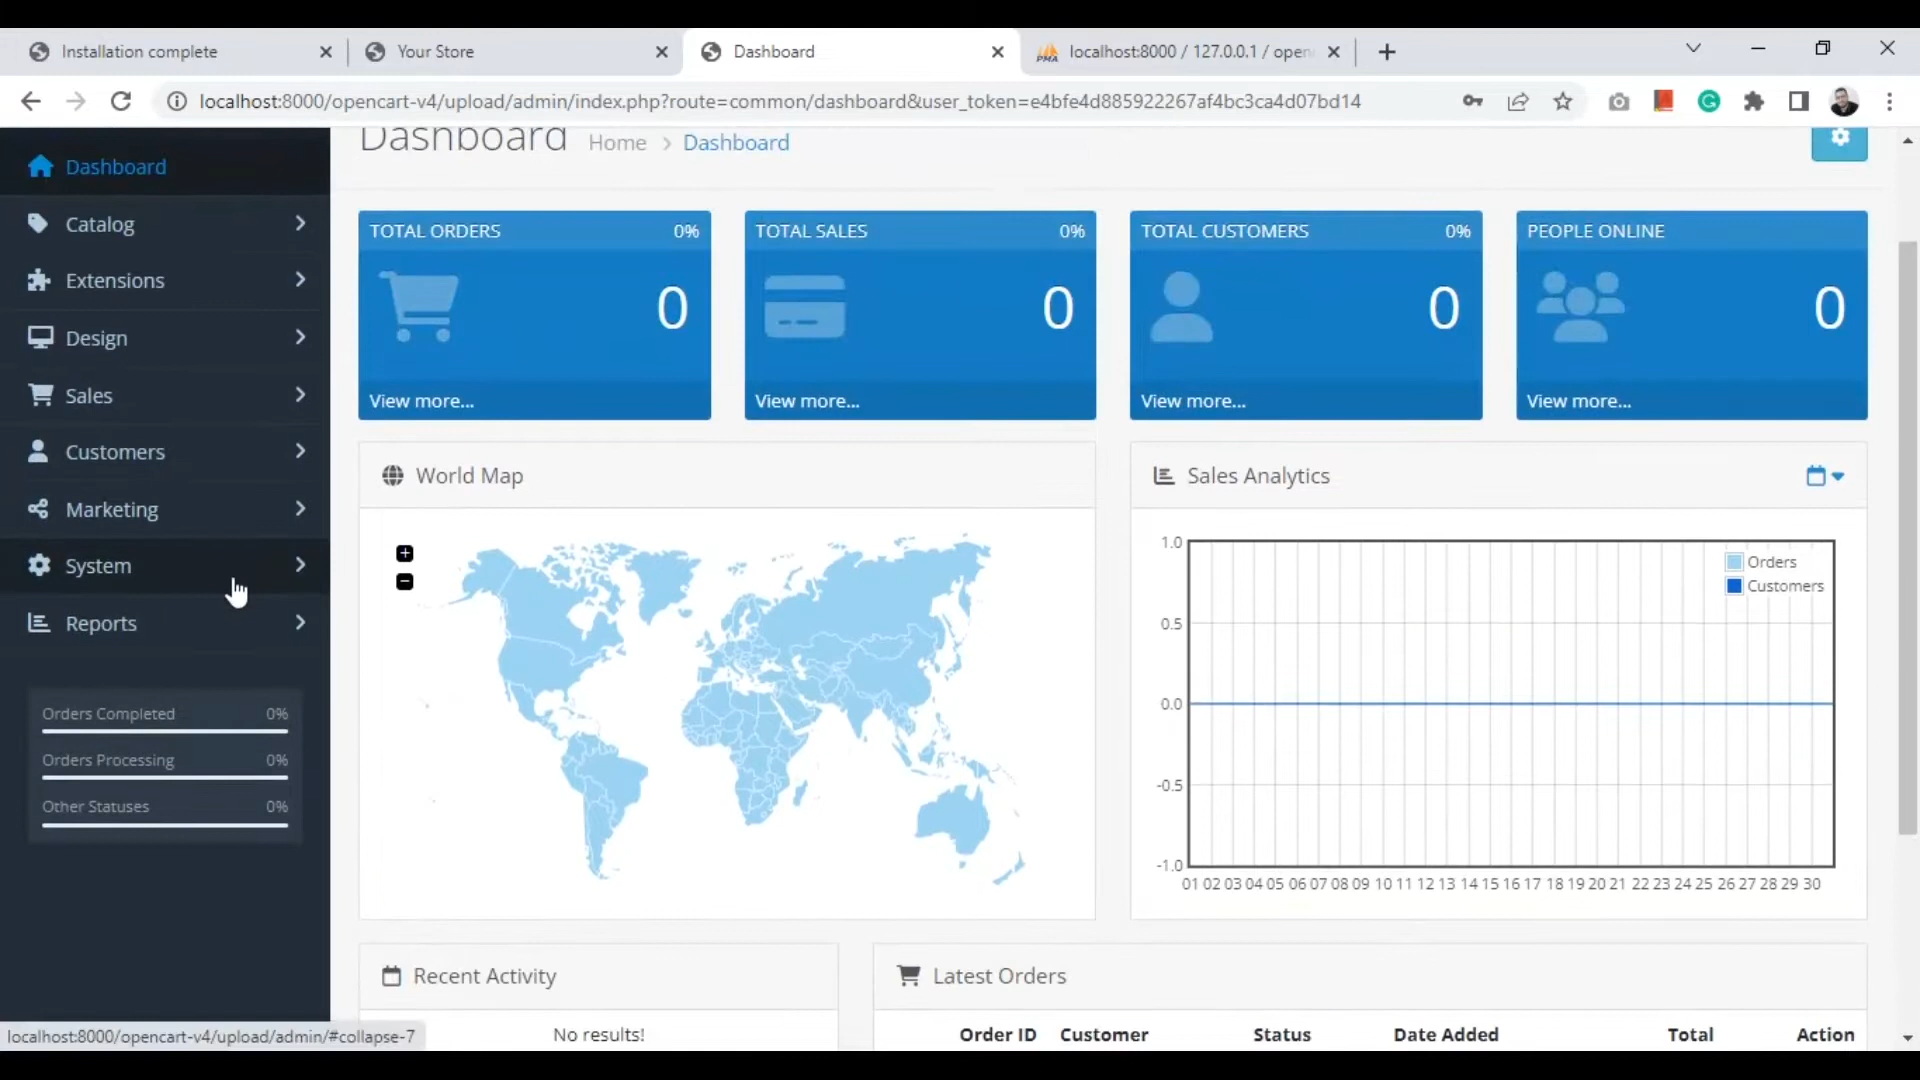 Installation complete
Your Store
Dashboard
PMA
localhost:8000 / 127.0.0.1 / open
localhost:8000/opencart-v4/upload/admin/index.php?route=common/dashboard&user_token=e4bfe4d885922267af4bc3ca4d07bd14
Dashboard
Catalog
Extensions
Design
Sales
Customers
Marketing
System
Reports
Orders Completed 0%
Orders Processing 0%
Other Statuses 0%
Dashboard Home > Dashboard
TOTAL ORDERS 0%
0
View more...
TOTAL SALES 0%
0
View more...
TOTAL CUSTOMERS 0%
0
View more...
PEOPLE ONLINE
0
View more...
World Map
+
−
Sales Analytics
1.0
0.5
0.0
-0.5
-1.0
Orders
Customers
01 02 03 04 05 06 07 08 09 10 11 12 13 14 15 16 17 18 19 20 21 22 23 24 25 26 27 28 29 30
Recent Activity
No results!
Latest Orders
Order ID Customer Status Date Added Total Action
localhost:8000/opencart-v4/upload/admin/#collapse-7